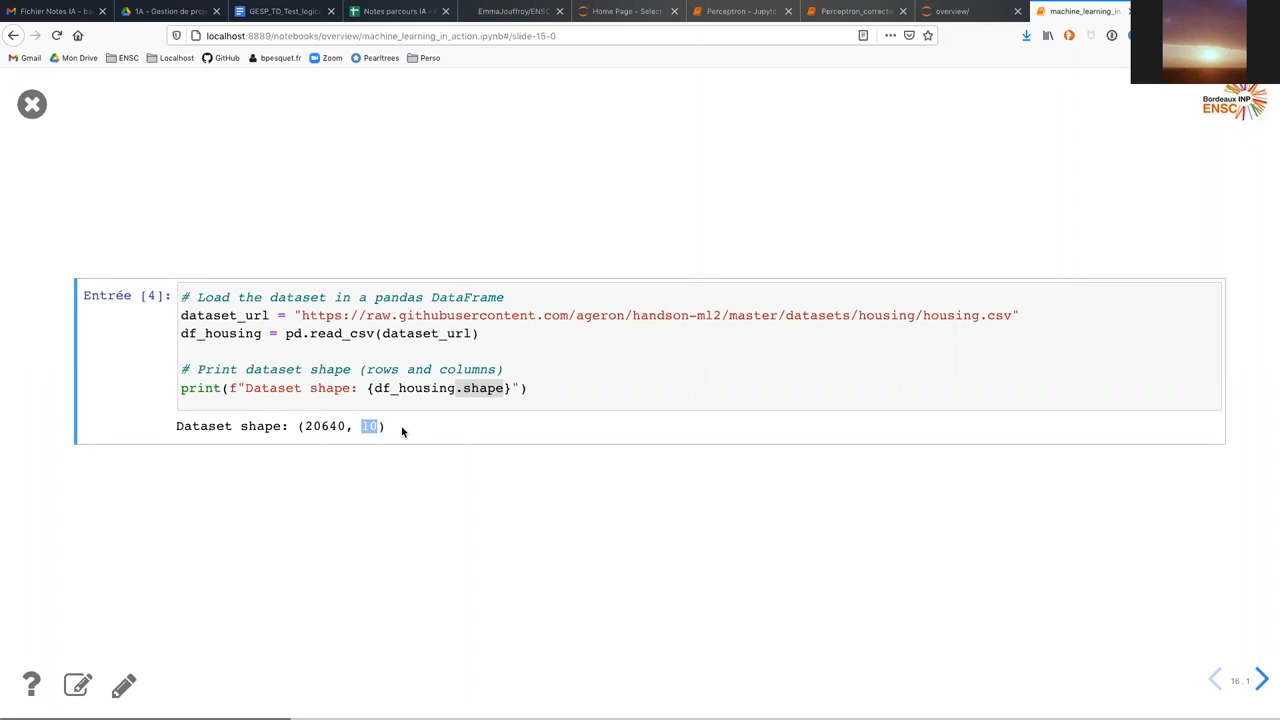 Fichier Notes IA - ba
1A - Gestion de proj
GESP_TD_Test_logici
Notes parcours IA - F
EmmaJouffroy/ENSC
Home Page - Select
Perceptron - Jupyte
Perceptron_correcti
overview/
machine_learning_in
localhost:8889/notebooks/overview/machine_learning_in_action.ipynb#/slide-15-0
Gmail Mon Drive ENSC Localhost GitHub bpesquet.fr Zoom Pearltrees Perso
Bordeaux INP
ENSC
Entrée [4]: # Load the dataset in a pandas DataFrame
dataset_url = "https://raw.githubusercontent.com/ageron/handson-ml2/master/datasets/housing/housing.csv"
df_housing = pd.read_csv(dataset_url)
# Print dataset shape (rows and columns)
print(f"Dataset shape: {df_housing.shape}")
Dataset shape: (20640, 10)
?
16.1